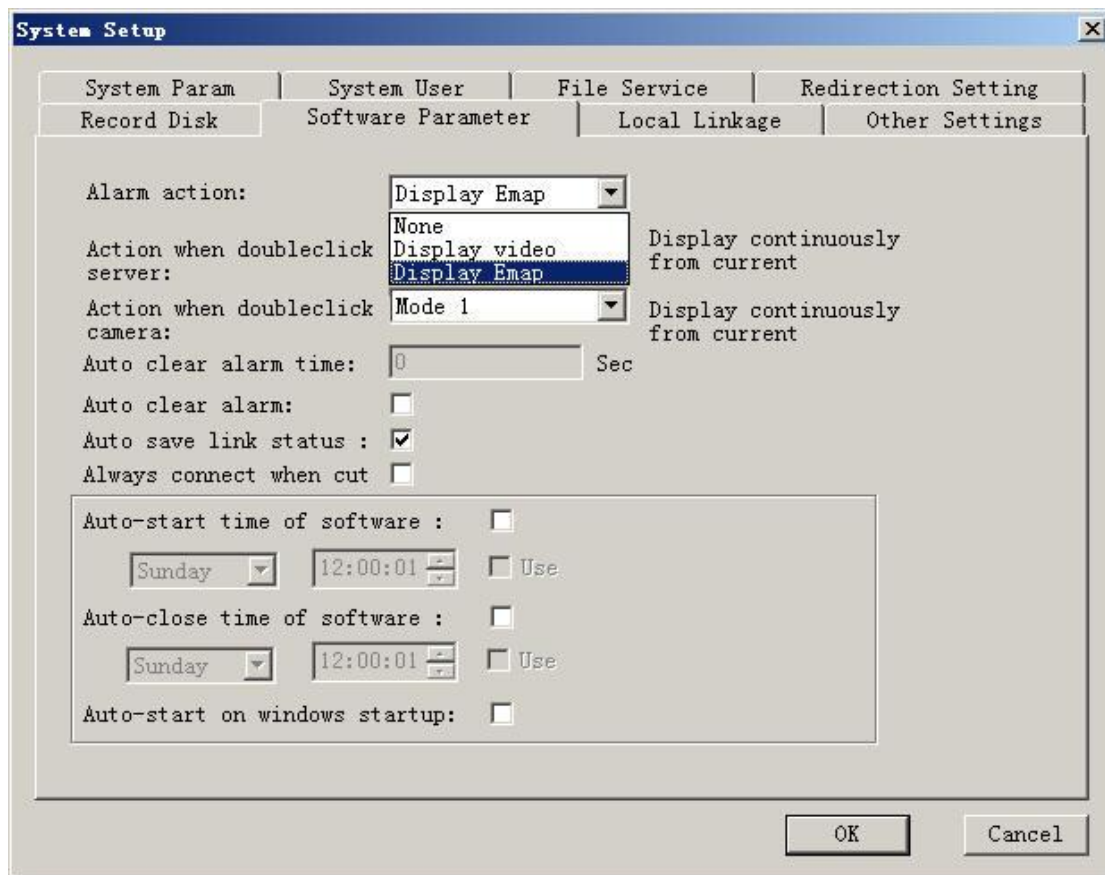 System Setup
System Param System User File Service Redirection Setting
Record Disk Software Parameter Local Linkage Other Settings
Alarm action: Display Emap
None
Display video
Display Emap
Action when doubleclick server:
Display continuously from current
Action when doubleclick camera:
Mode 1
Display continuously from current
Auto clear alarm time: 0 Sec
Auto clear alarm:
Auto save link status :
Always connect when cut
Auto-start time of software :
Sunday 12:00:01 Use
Auto-close time of software :
Sunday 12:00:01 Use
Auto-start on windows startup:
OK Cancel